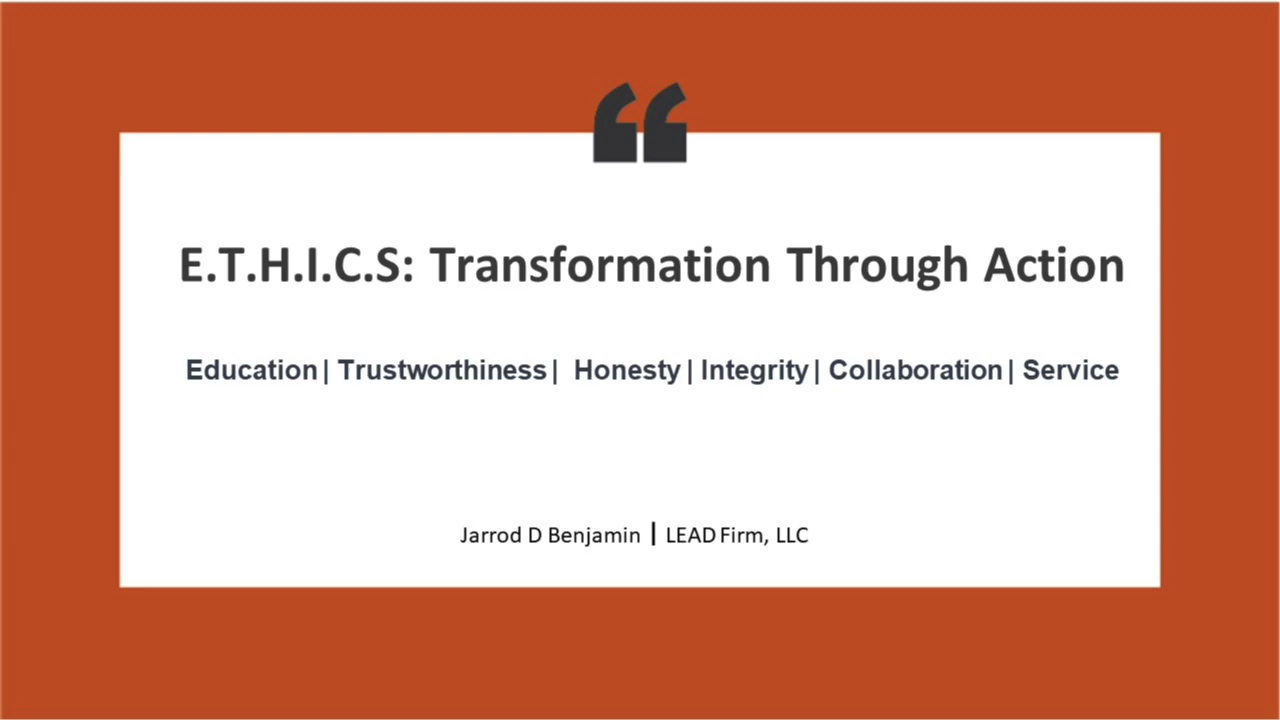 E.T.H.I.C.S: Transformation Through Action
Education| Trustworthiness| Honesty| Integrity| Collaboration| Service
Jarrod D Benjamin | LEAD Firm, LLC